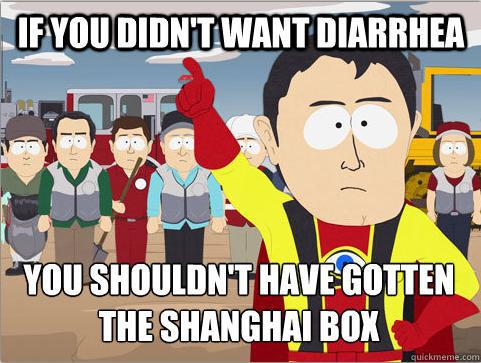 IF YOU DIDN'T WANT DIARRHEA
YOU SHOULDN'T HAVE GOTTEN
THE SHANGHAI BOX
quickmeme.com